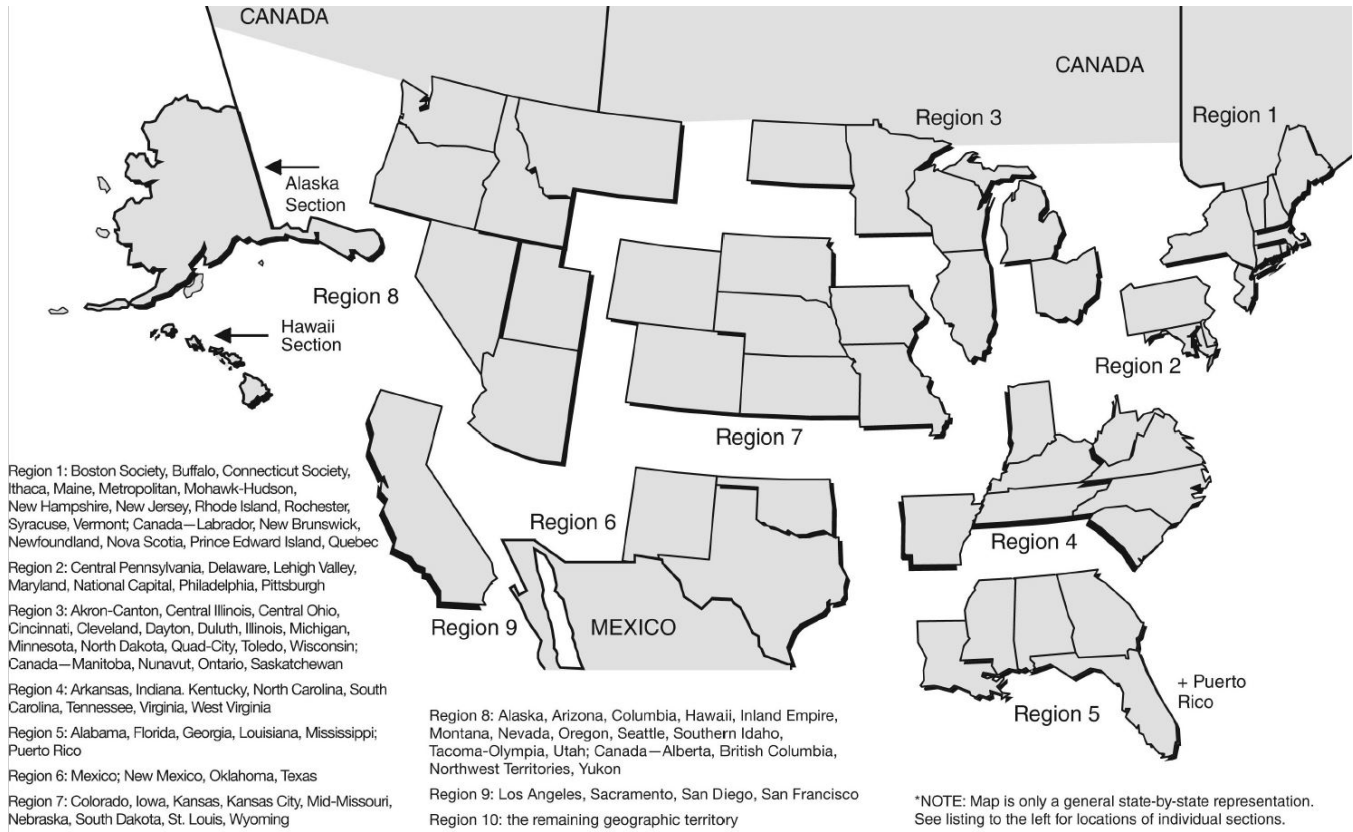 CANADA
CANADA
Region 3
Region 1
Alaska
Section
Region 8
Hawaii
Section
Region 2
Region 7
Region 6
Region 4
Region 9
MEXICO
Region 5
+ Puerto
Rico
Region 1: Boston Society, Buffalo, Connecticut Society,
Ithaca, Maine, Metropolitan, Mohawk-Hudson,
New Hampshire, New Jersey, Rhode Island, Rochester,
Syracuse, Vermont; Canada—Labrador, New Brunswick,
Newfoundland, Nova Scotia, Prince Edward Island, Quebec
Region 2: Central Pennsylvania, Delaware, Lehigh Valley,
Maryland, National Capital, Philadelphia, Pittsburgh
Region 3: Akron-Canton, Central Illinois, Central Ohio,
Cincinnati, Cleveland, Dayton, Duluth, Illinois, Michigan,
Minnesota, North Dakota, Quad-City, Toledo, Wisconsin;
Canada—Manitoba, Nunavut, Ontario, Saskatchewan
Region 4: Arkansas, Indiana. Kentucky, North Carolina, South
Carolina, Tennessee, Virginia, West Virginia
Region 5: Alabama, Florida, Georgia, Louisiana, Mississippi;
Puerto Rico
Region 6: Mexico; New Mexico, Oklahoma, Texas
Region 7: Colorado, Iowa, Kansas, Kansas City, Mid-Missouri,
Nebraska, South Dakota, St. Louis, Wyoming
Region 8: Alaska, Arizona, Columbia, Hawaii, Inland Empire,
Montana, Nevada, Oregon, Seattle, Southern Idaho,
Tacoma-Olympia, Utah; Canada—Alberta, British Columbia,
Northwest Territories, Yukon
Region 9: Los Angeles, Sacramento, San Diego, San Francisco
Region 10: the remaining geographic territory
*NOTE: Map is only a general state-by-state representation.
See listing to the left for locations of individual sections.